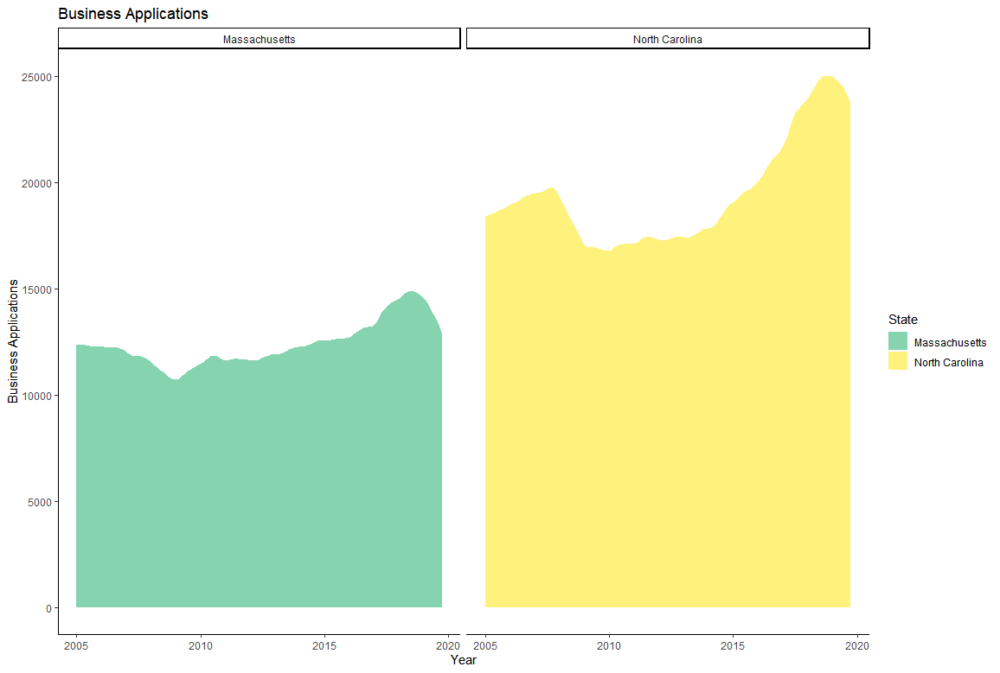 Business Applications
Massachusetts
North Carolina
Business Applications
25000
20000
15000
10000
5000
0
2005 2010 2015 2020
2005 2010 2015 2020
Year
State
Massachusetts
North Carolina